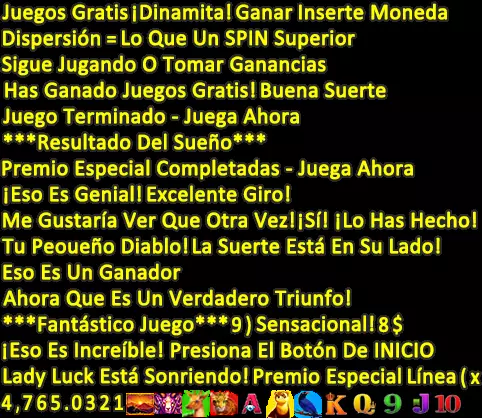 Juegos Gratis ¡Dinamita! Ganar Inserte Moneda
Dispersión = Lo Que Un SPIN Superior
Sigue Jugando O Tomar Ganancias
Has Ganado Juegos Gratis! Buena Suerte
Juego Terminado - Juega Ahora
***Resultado Del Sueño***
Premio Especial Completadas - Juega Ahora
¡Eso Es Genial! Excelente Giro!
Me Gustaría Ver Que Otra Vez!¡Sí! ¡Lo Has Hecho!
Tu Peoueño Diablo! La Suerte Está En Su Lado!
Eso Es Un Ganador
Ahora Que Es Un Verdadero Triunfo!
***Fantástico Juego***9) Sensacional! 8$
¡Eso Es Increíble! Presiona El Botón De INICIO
Lady Luck Está Sonriendo! Premio Especial Línea ( x
4,765.0321 A K Q 9 J 10